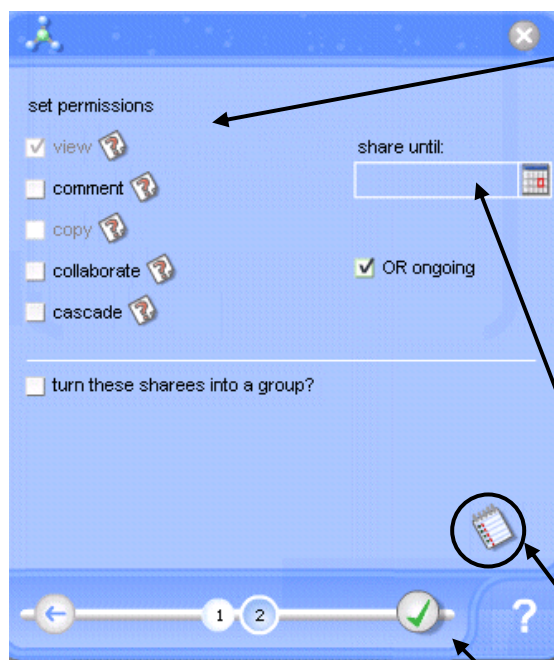 set permissions
view
share until:
comment
copy
collaborate
OR ongoing
cascade
turn these sharees into a group?
1 2
?